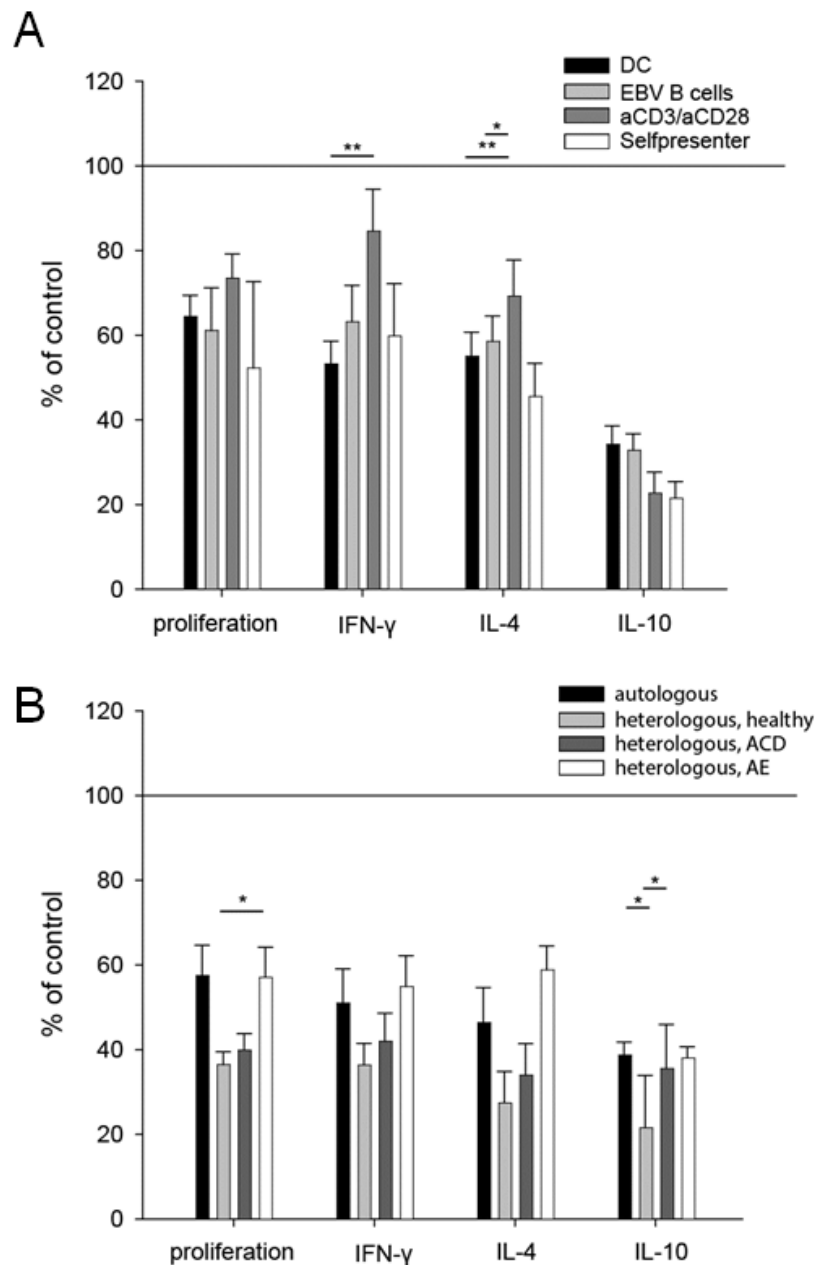 A
DC
EBV B cells
aCD3/aCD28
Selfpresenter
120
100
80
60
40
20
0
% of control
**
**
*
proliferation
IFN-γ
IL-4
IL-10
B
autologous
heterologous, healthy
heterologous, ACD
heterologous, AE
120
100
80
60
40
20
0
% of control
*
*
*
proliferation
IFN-γ
IL-4
IL-10